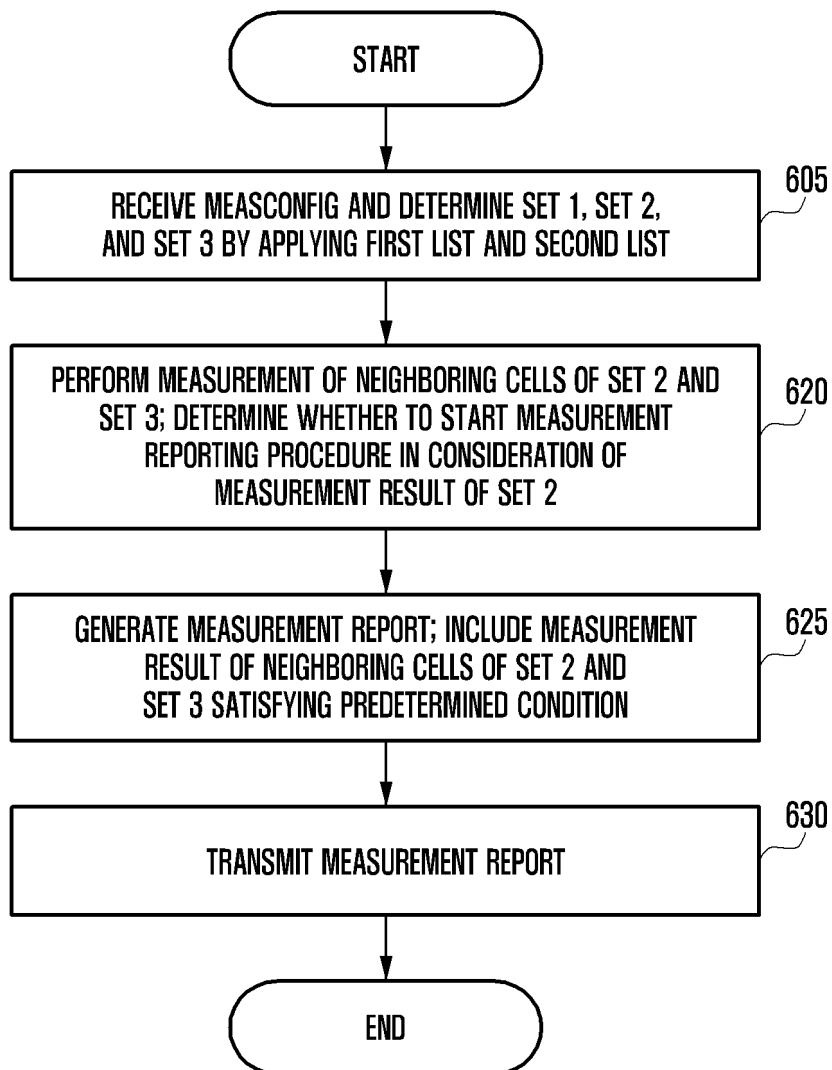 START
RECEIVE MEASCONFIG AND DETERMINE SET 1, SET 2,
AND SET 3 BY APPLYING FIRST LIST AND SECOND LIST
605
PERFORM MEASUREMENT OF NEIGHBORING CELLS OF SET 2 AND
SET 3; DETERMINE WHETHER TO START MEASUREMENT
REPORTING PROCEDURE IN CONSIDERATION OF
MEASUREMENT RESULT OF SET 2
620
GENERATE MEASUREMENT REPORT; INCLUDE MEASUREMENT
RESULT OF NEIGHBORING CELLS OF SET 2 AND
SET 3 SATISFYING PREDETERMINED CONDITION
625
TRANSMIT MEASUREMENT REPORT
630
END